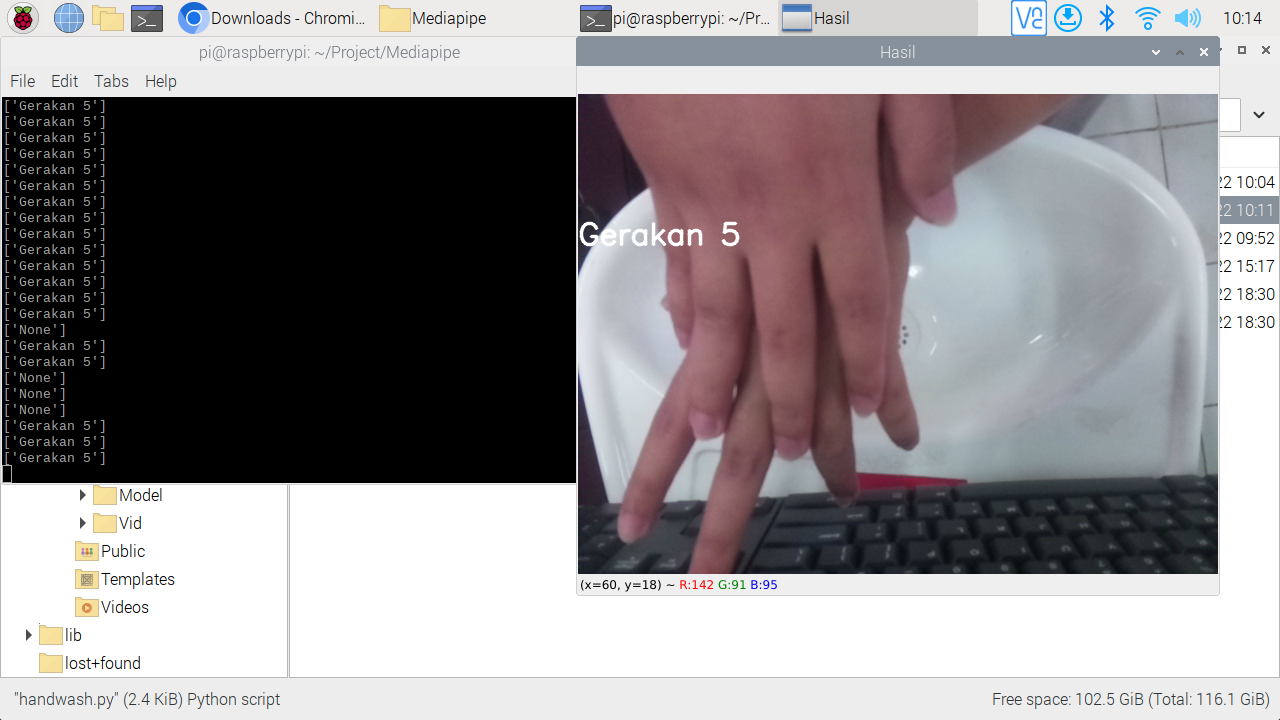 Downloads - Chromi...
Mediapipe
pi@raspberrypi: ~/Pr...
Hasil
10:14
pi@raspberrypi: ~/Project/Mediapipe
Hasil
File Edit Tabs Help
['Gerakan 5']
['Gerakan 5']
['Gerakan 5']
['Gerakan 5']
['Gerakan 5']
['Gerakan 5']
['Gerakan 5']
['Gerakan 5']
['Gerakan 5']
['Gerakan 5']
['Gerakan 5']
['Gerakan 5']
['Gerakan 5']
['Gerakan 5']
['None']
['Gerakan 5']
['Gerakan 5']
['None']
['None']
['None']
['Gerakan 5']
['Gerakan 5']
['Gerakan 5']
Gerakan 5
(x=60, y=18) ~ R:142 G:91 B:95
22 10:04
22 10:11
22 09:52
22 15:17
22 18:30
22 18:30
Model
Vid
Public
Templates
Videos
lib
lost+found
"handwash.py" (2.4 KiB) Python script
Free space: 102.5 GiB (Total: 116.1 GiB)